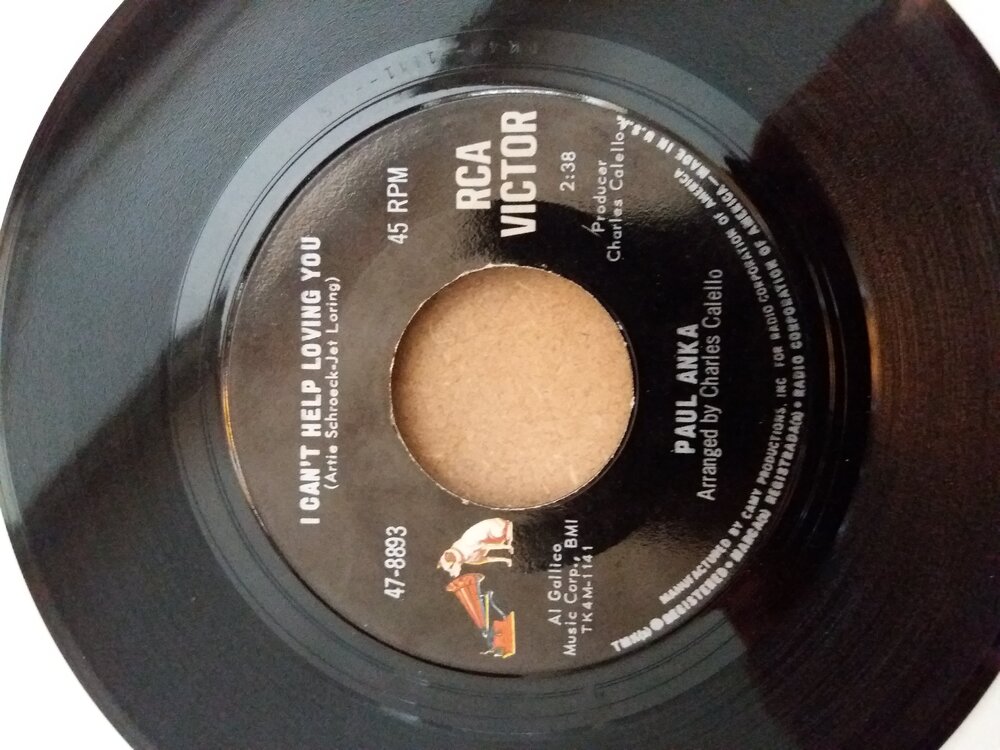 I CAN'T HELP LOVING YOU
(Artie Schroeck-Jet Loring)
47-8893
45 RPM
RCA
VICTOR
Al Gallico
Music Corp., BMI
TK4M-1141
2:38
Producer
Charles Calello
PAUL ANKA
Arranged by Charles Calello
MANUFACTURED BY CAMY PRODUCTIONS, INC FOR RADIO CORPORATION OF AMERICA
TMK(s) ® REGISTERED • MARCA(s) REGISTRADA(s) • RADIO CORPORATION OF AMERICA—MADE IN U.S.A.